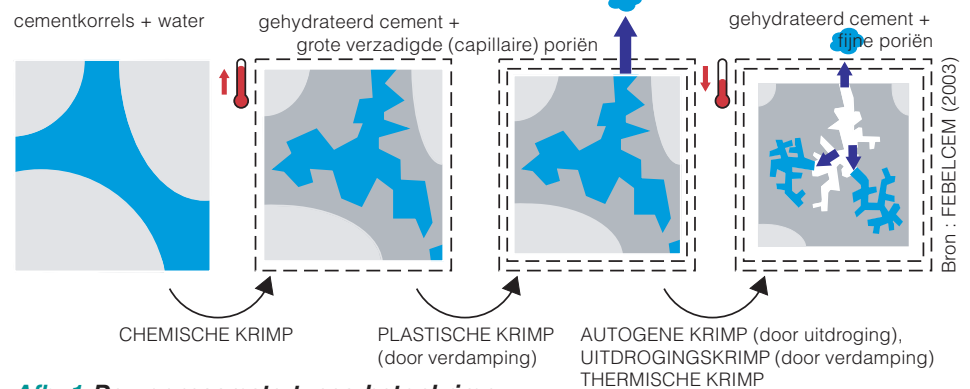 cementkorrels + water
gehydrateerd cement +
grote verzadigde (capillaire) poriën
gehydrateerd cement +
fijne poriën
Bron : FEBELCEM (2003)
CHEMISCHE KRIMP
PLASTISCHE KRIMP
(door verdamping)
AUTOGENE KRIMP (door uitdroging),
UITDROGINGSKRIMP (door verdamping)
THERMISCHE KRIMP